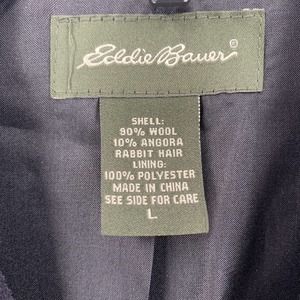 Eddie Bauer®
SHELL:
90% WOOL
10% ANGORA
RABBIT HAIR
LINING:
100% POLYESTER
MADE IN CHINA
SEE SIDE FOR CARE
L